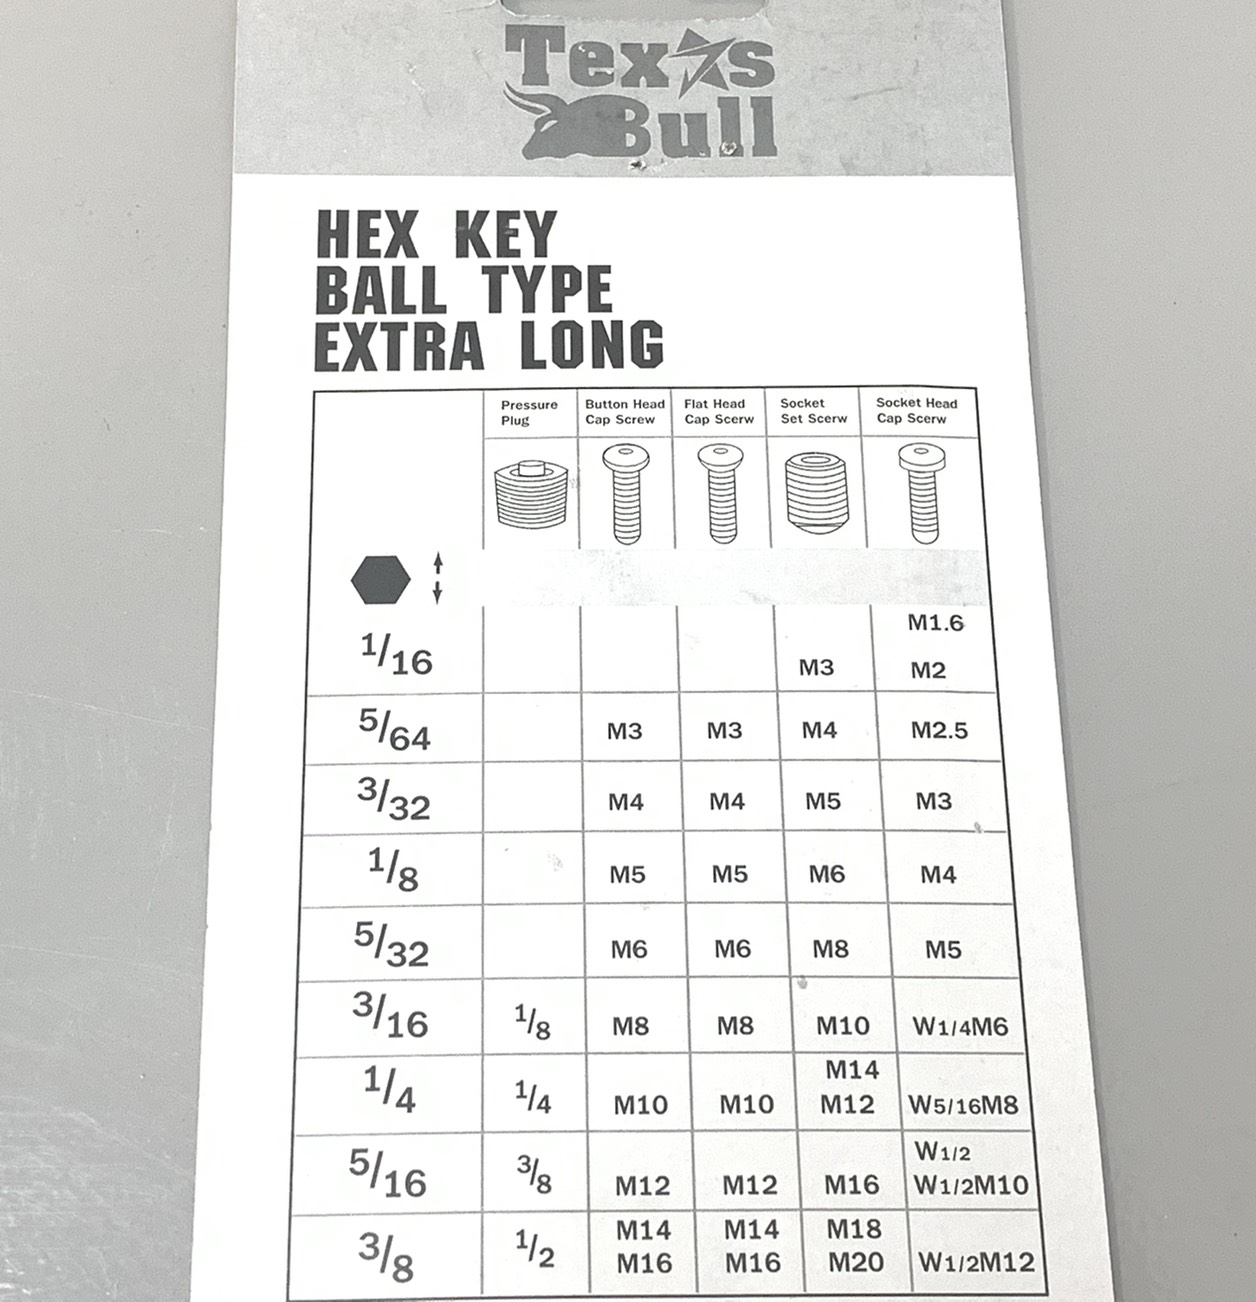 Texas
Bull
HEX KEY
BALL TYPE
EXTRA LONG
Pressure Plug Button Head Cap Screw Flat Head Cap Scerw Socket Set Scerw Socket Head Cap Scerw
M1.6
1/16 M3 M2
5/64 M3 M3 M4 M2.5
3/32 M4 M4 M5 M3
1/8 M5 M5 M6 M4
5/32 M6 M6 M8 M5
3/16 1/8 M8 M8 M10 W1/4M6
M14
1/4 1/4 M10 M10 M12 W5/16M8
W1/2
5/16 3/8 M12 M12 M16 W1/2M10
M14 M14 M18
3/8 1/2 M16 M16 M20 W1/2M12